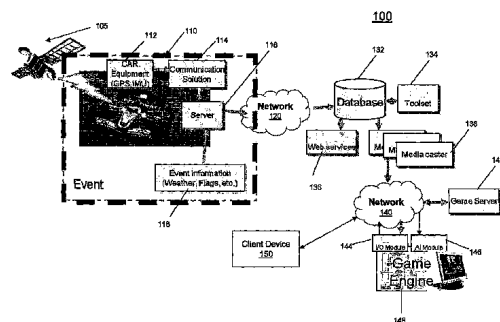 100
105
112
110
114
CAR
Equipment
(GPS, IMU)
Communication
Solution
116
Server
Event
Event Information
(Weather, Flags, etc.)
118
Network
120
132
Database
134
Toolset
Web services
136
Media caster
138
Network
140
Game Server
14
Client Device
150
144
I/O Module
AI Module
146
Game
Engine
148